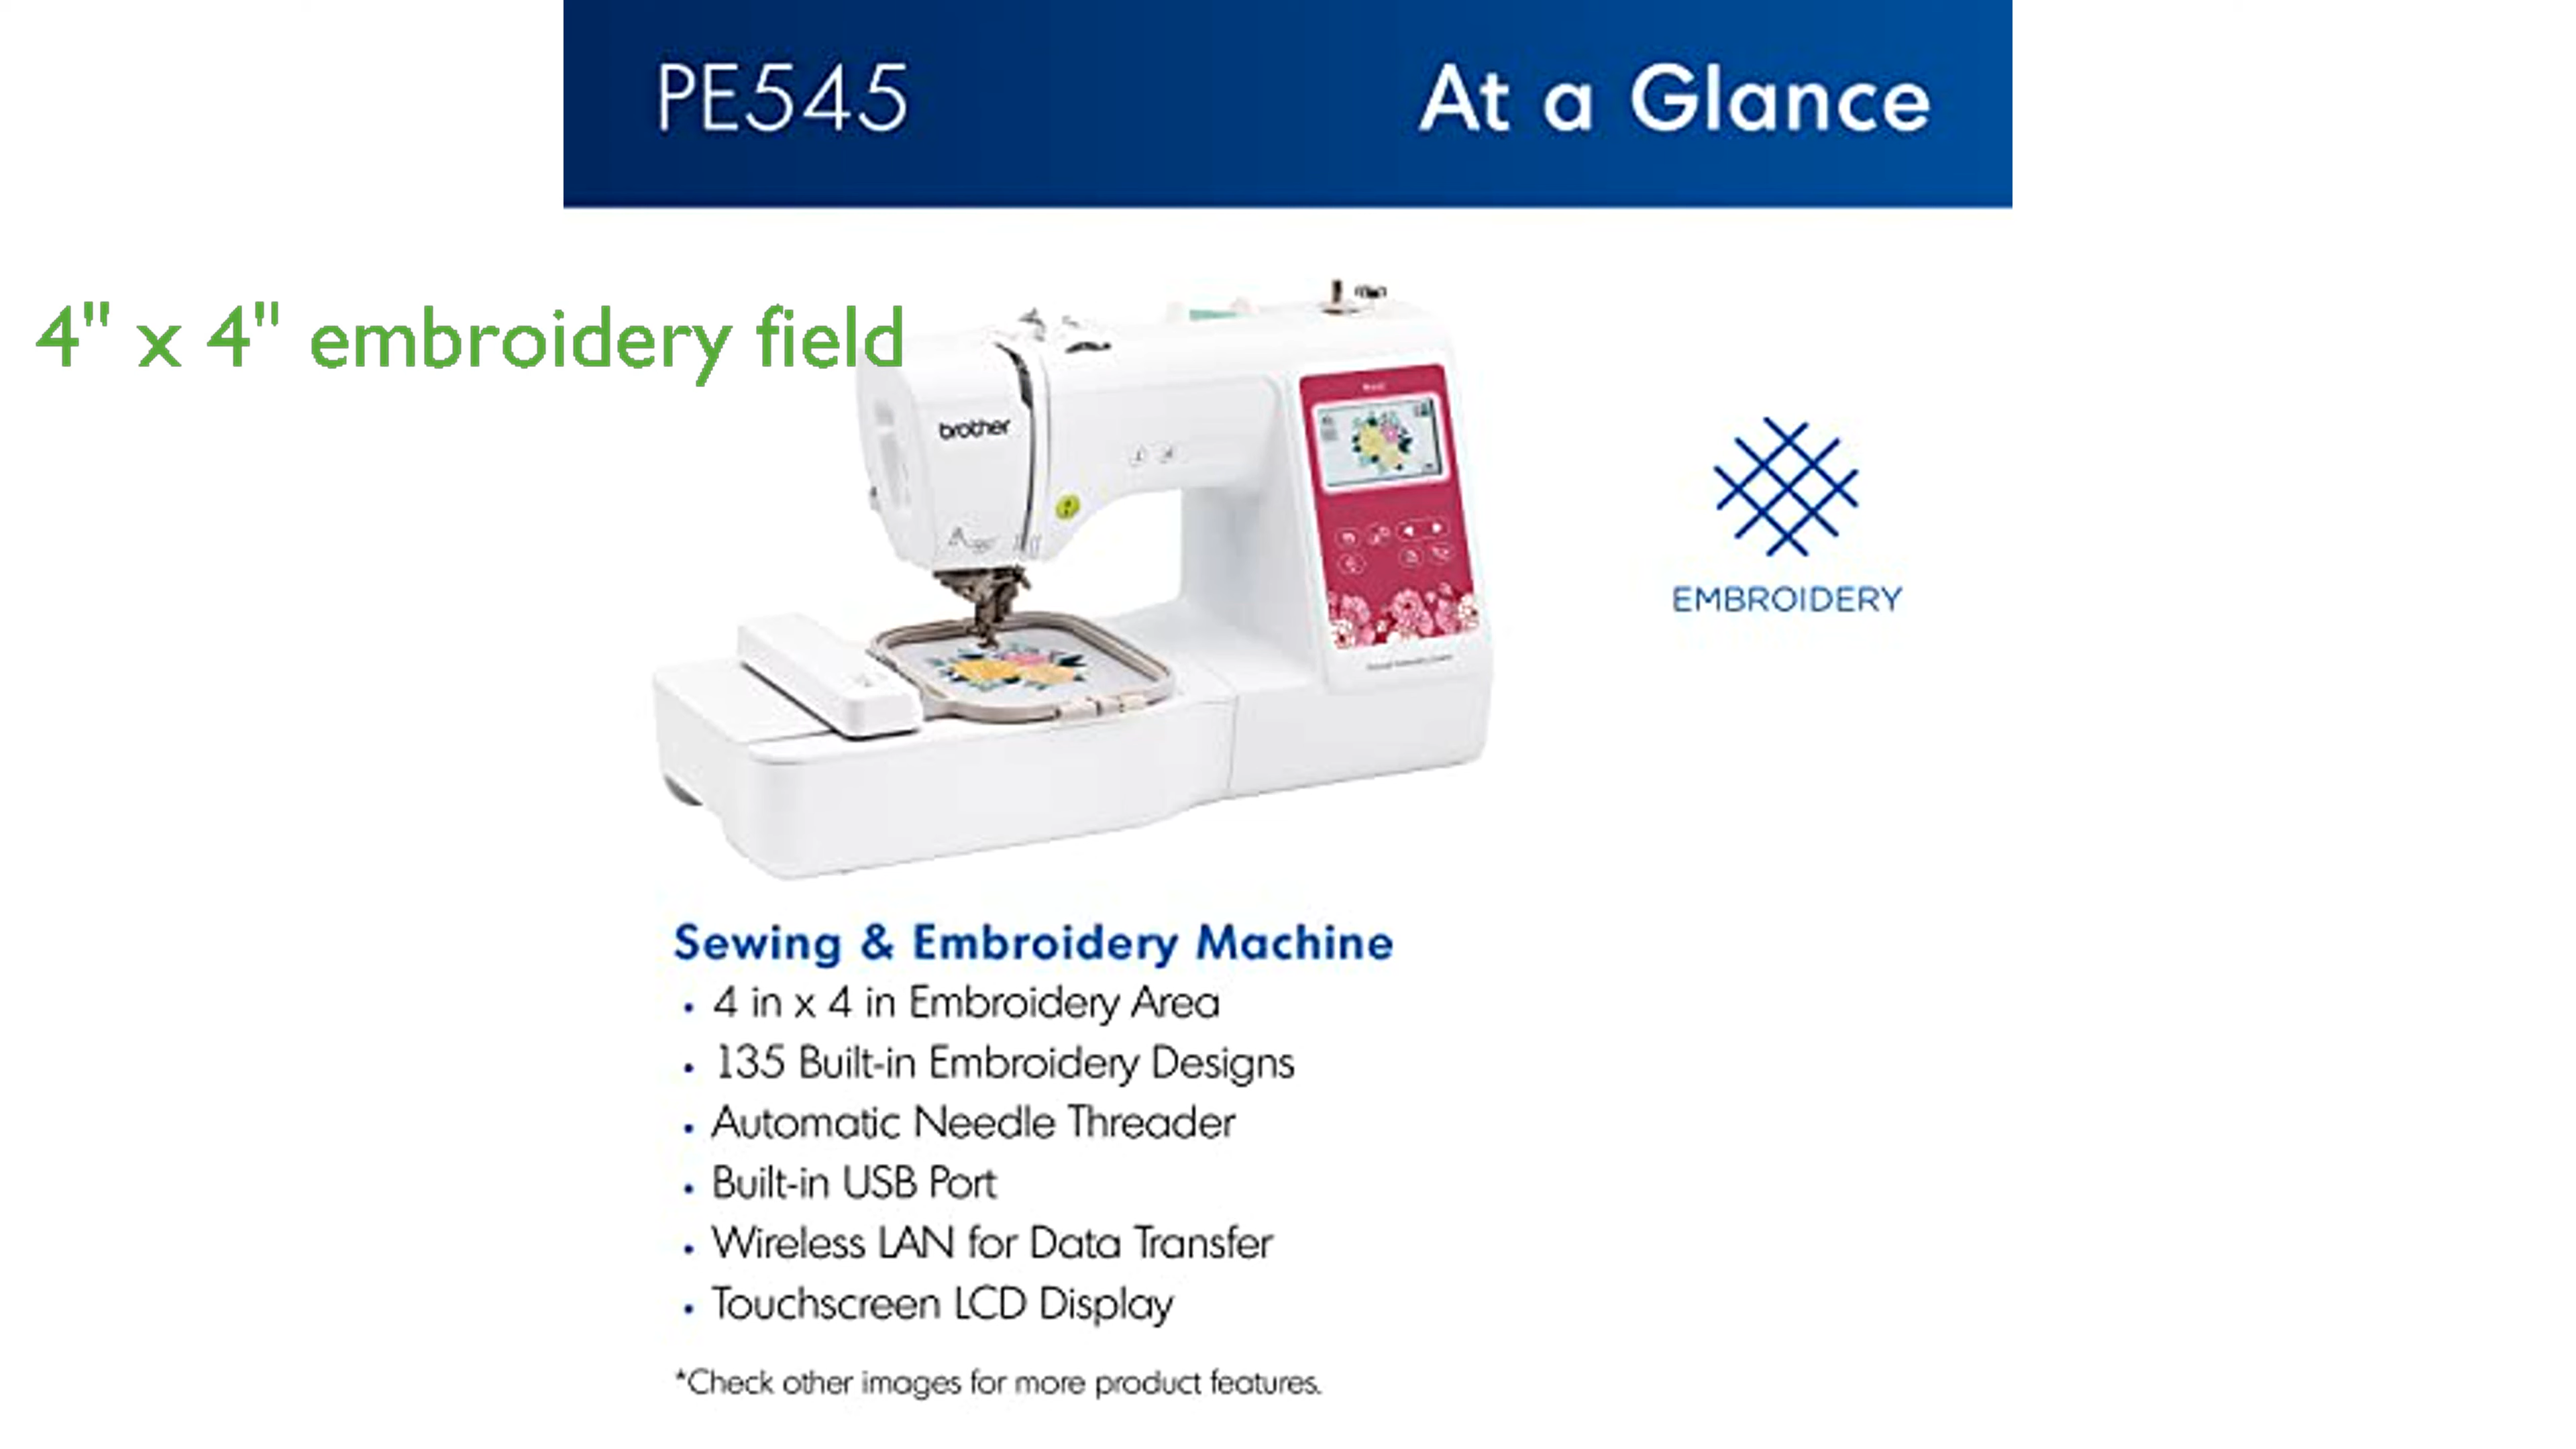 PE545 At a Glance
4" x 4" embroidery field
brother
EMBROIDERY
Sewing & Embroidery Machine
• 4 in x 4 in Embroidery Area
• 135 Built-in Embroidery Designs
• Automatic Needle Threader
• Built-in USB Port
• Wireless LAN for Data Transfer
• Touchscreen LCD Display
*Check other images for more product features.